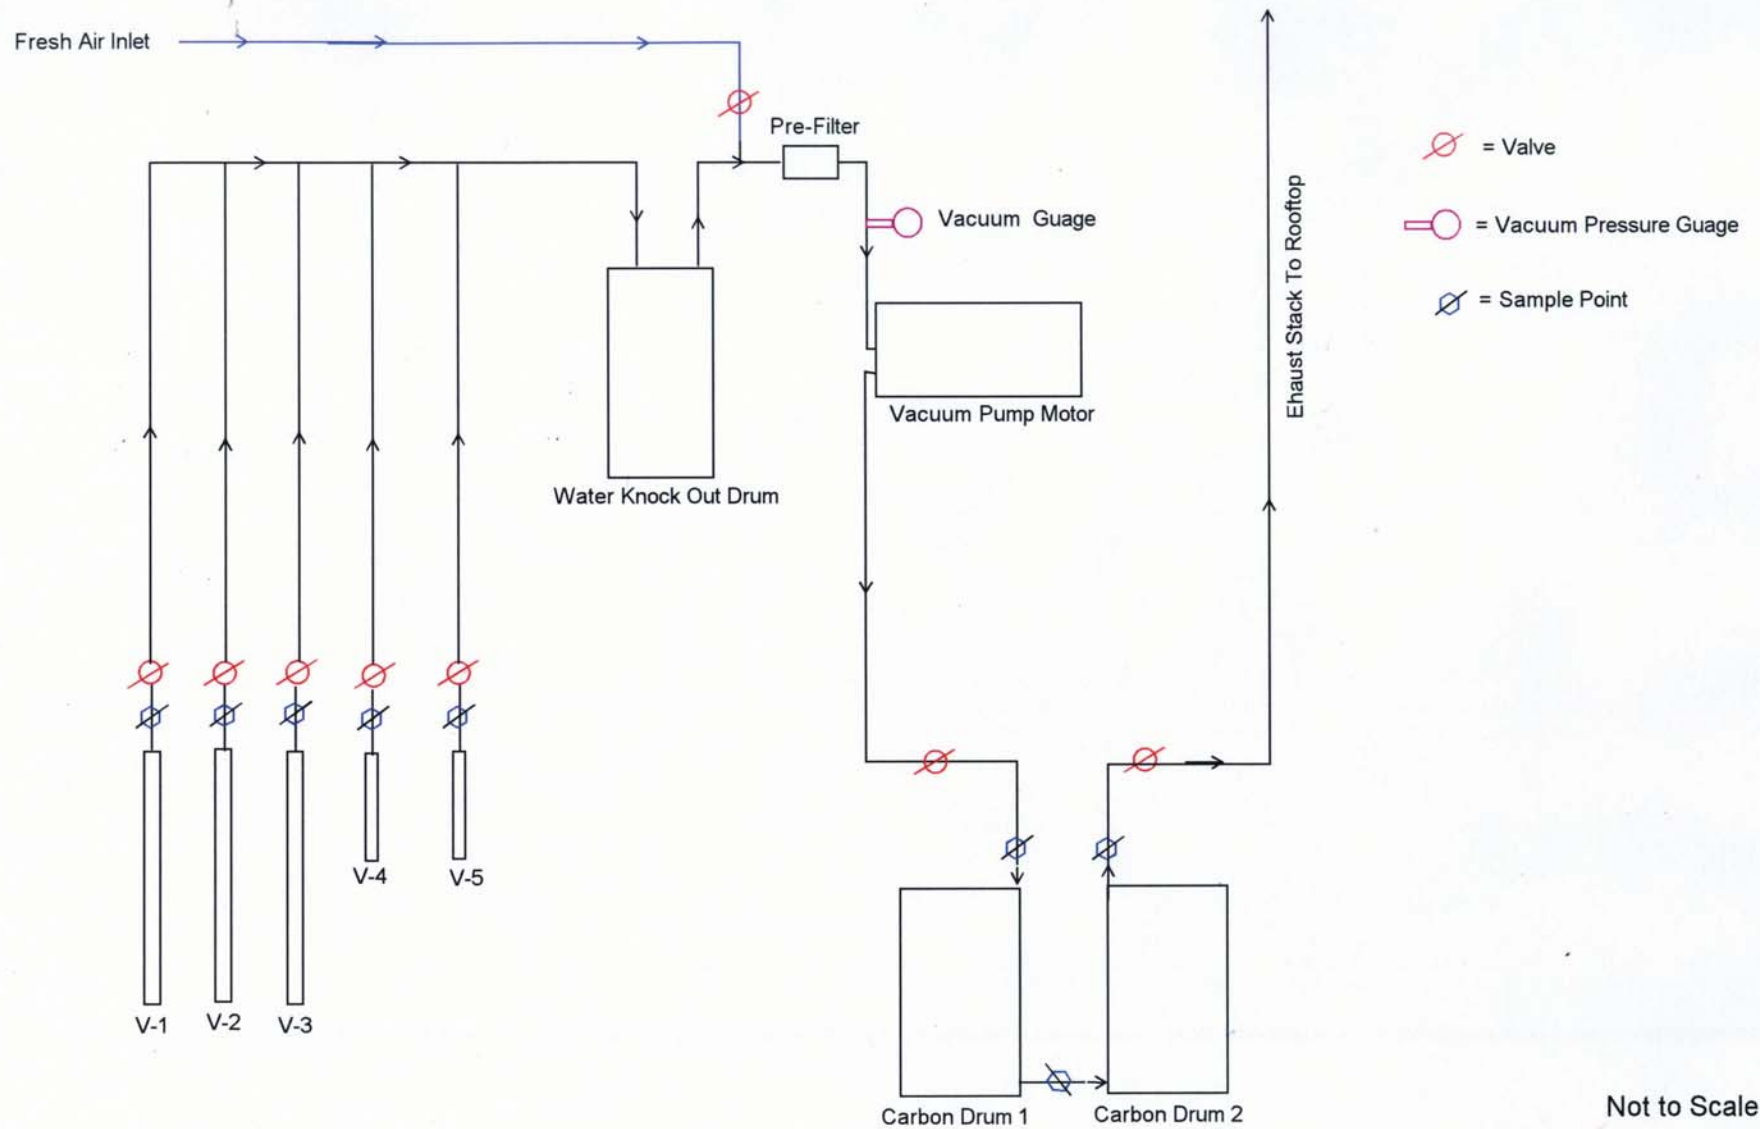 Fresh Air Inlet
Pre-Filter
= Valve
Vacuum Guage
= Vacuum Pressure Guage
= Sample Point
Ehaust Stack To Rooftop
Vacuum Pump Motor
Water Knock Out Drum
V-4
V-5
V-1
V-2
V-3
Carbon Drum 1
Carbon Drum 2
Not to Scale